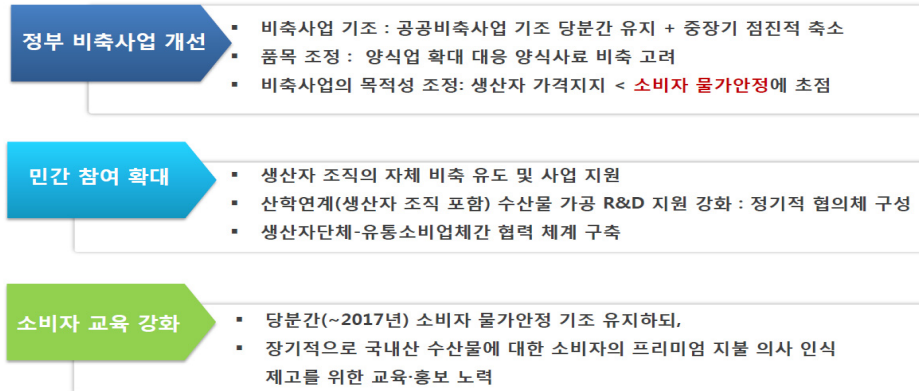 정부 비축사업 개선
▪ 비축사업 기조 : 공공비축사업 기조 당분간 유지 + 중장기 점진적 축소
▪ 품목 조정 : 양식업 확대 대응 양식사료 비축 고려
▪ 비축사업의 목적성 조정: 생산자 가격지지 < 소비자 물가안정에 초점
민간 참여 확대
▪ 생산자 조직의 자체 비축 유도 및 사업 지원
▪ 산학연계(생산자 조직 포함) 수산물 가공 R&D 지원 강화 : 정기적 협의체 구성
▪ 생산자단체-유통소비업체간 협력 체계 구축
소비자 교육 강화
▪ 당분간(~2017년) 소비자 물가안정 기조 유지하되,
▪ 장기적으로 국내산 수산물에 대한 소비자의 프리미엄 지불 의사 인식
제고를 위한 교육·홍보 노력